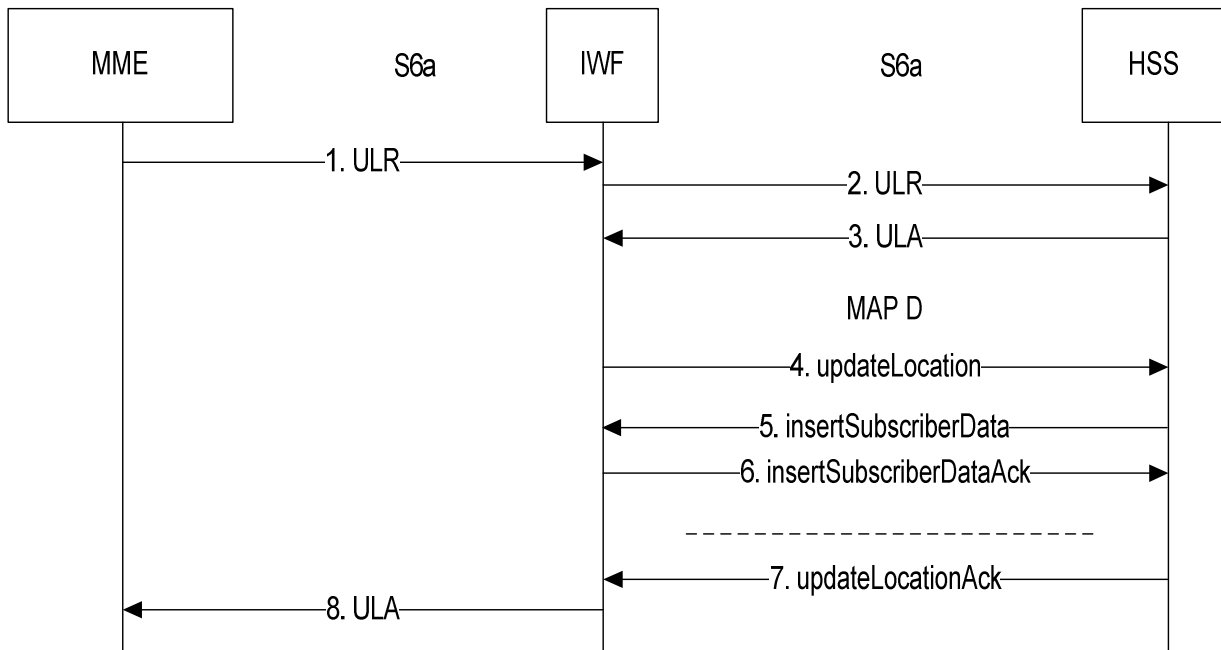 MME
S6a
IWF
S6a
HSS
1. ULR
2. ULR
3. ULA
MAP D
4. updateLocation
5. insertSubscriberData
6. insertSubscriberDataAck
7. updateLocationAck
8. ULA